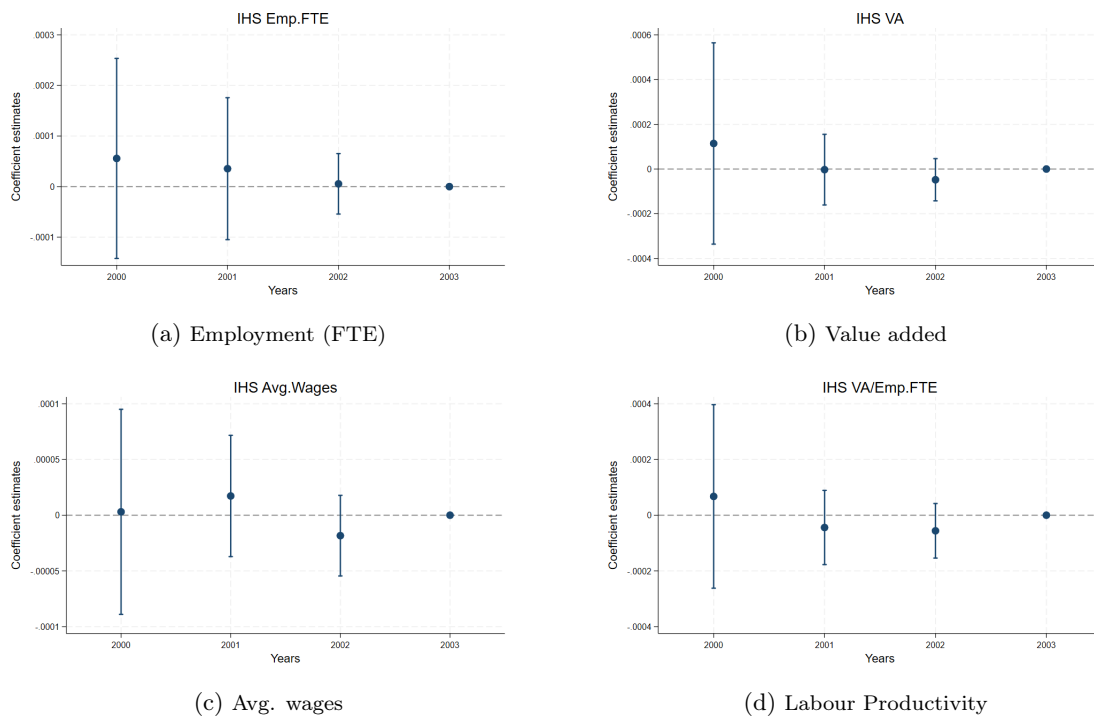 IHS Emp.FTE
.0003
.0002
.0001
0
-.0001
Coefficient estimates
2000 2001 2002 2003
Years
(a) Employment (FTE)
IHS VA
.0006
.0004
.0002
0
-.0002
-.0004
Coefficient estimates
2000 2001 2002 2003
Years
(b) Value added
IHS Avg.Wages
.0001
.00005
0
-.00005
-.0001
Coefficient estimates
2000 2001 2002 2003
Years
(c) Avg. wages
IHS VA/Emp.FTE
.0004
.0002
0
-.0002
-.0004
Coefficient estimates
2000 2001 2002 2003
Years
(d) Labour Productivity